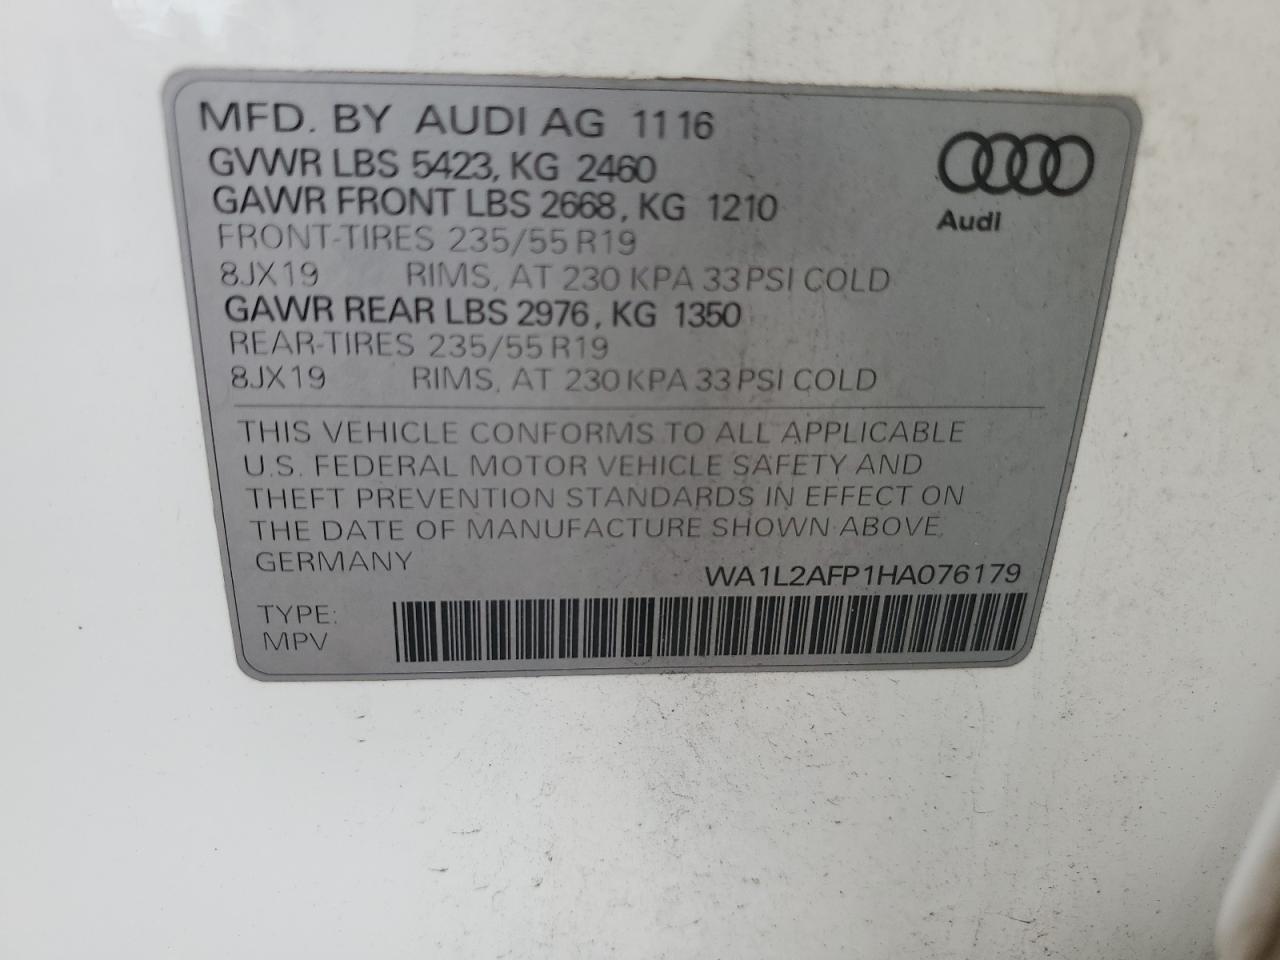 MFD. BY AUDI AG 11 16
GVWR LBS 5423, KG 2460
GAWR FRONT LBS 2668, KG 1210
FRONT-TIRES 235/55 R19
8JX19 RIMS, AT 230 KPA 33 PSI COLD
GAWR REAR LBS 2976, KG 1350
REAR-TIRES 235/55 R19
8JX19 RIMS, AT 230 KPA 33 PSI COLD
Audi
THIS VEHICLE CONFORMS TO ALL APPLICABLE
U.S. FEDERAL MOTOR VEHICLE SAFETY AND
THEFT PREVENTION STANDARDS IN EFFECT ON
THE DATE OF MANUFACTURE SHOWN ABOVE,
GERMANY
WA1L2AFP1HA076179
TYPE:
MPV